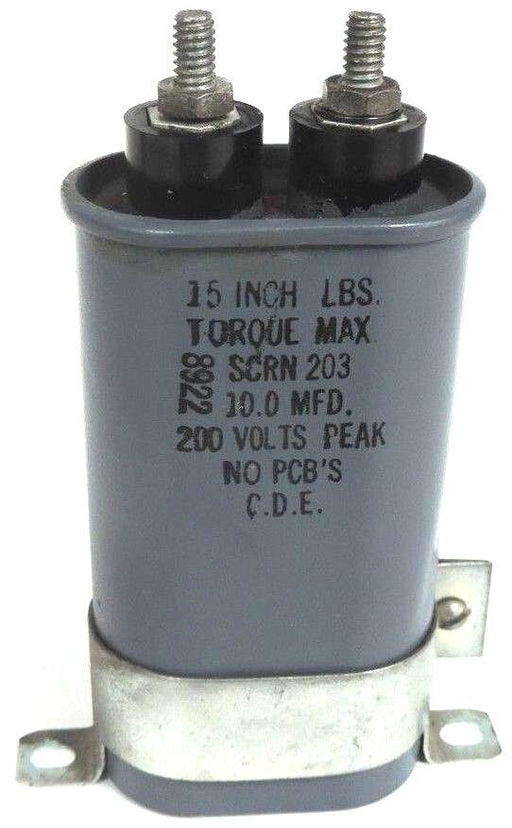 15 INCH LBS.
TORQUE MAX.
8922
SCRN 203
10.0 MFD.
200 VOLTS PEAK
NO PCB'S
C.D.E.